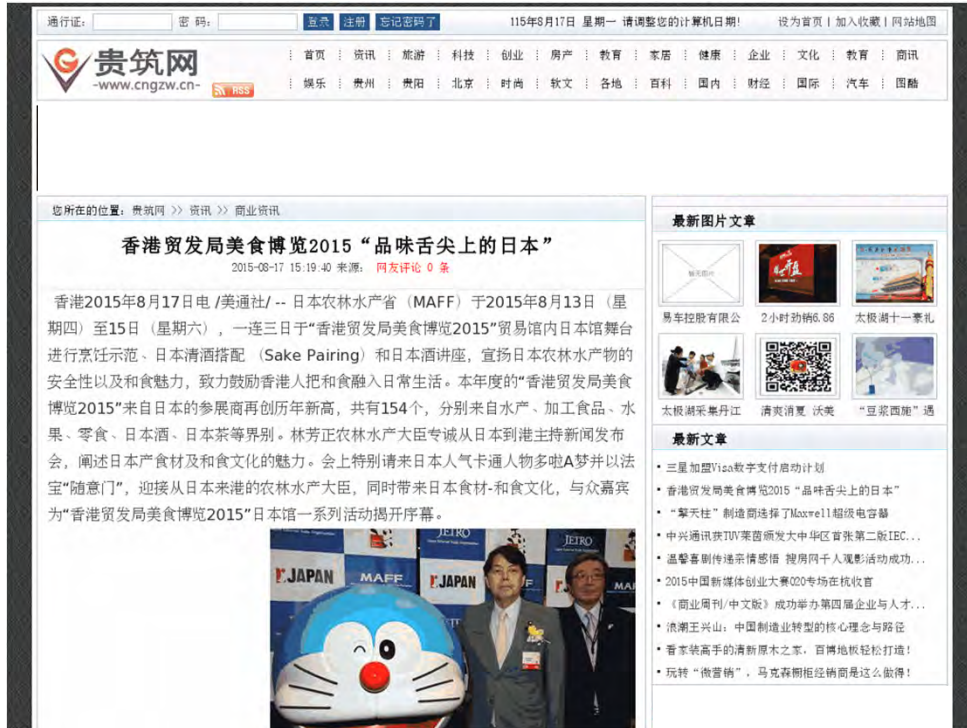 通行证: 密 码: 登录 注册 忘记密码了 115年8月17日 星期一 请调整您的计算机日期! 设为首页 | 加入收藏 | 网站地图
贵筑网
-www.cngzw.cn-
RSS
首页 资讯 旅游 科技 创业 房产 教育 家居 健康 企业 文化 教育 商讯
娱乐 贵州 贵阳 北京 时尚 软文 各地 百科 国内 财经 国际 汽车 图酷
您所在的位置: 贵筑网 >> 资讯 >> 商业资讯
香港贸发局美食博览2015“品味舌尖上的日本”
2015-08-17 15:19:40 来源: 网友评论 0 条
香港2015年8月17日电 /美通社/ -- 日本农林水产省（MAFF）于2015年8月13日（星
期四）至15日（星期六），一连三日于“香港贸发局美食博览2015”贸易馆内日本馆舞台
进行烹饪示范、日本清酒搭配 （Sake Pairing）和日本酒讲座，宣扬日本农林水产物的
安全性以及和食魅力，致力鼓励香港人把和食融入日常生活。本年度的“香港贸发局美食
博览2015”来自日本的参展商再创历年新高，共有154个，分别来自水产、加工食品、水
果、零食、日本酒、日本茶等界别。林芳正农林水产大臣专诚从日本到港主持新闻发布
会，阐述日本产食材及和食文化的魅力。会上特别请来日本人气卡通人物多啦A梦并以法
宝“随意门”，迎接从日本来港的农林水产大臣，同时带来日本食材-和食文化，与众嘉宾
为“香港贸发局美食博览2015”日本馆一系列活动揭开序幕。
JETRO
JETRO
JAPAN
MAFF
JAPAN
MAFF
最新图片文章
暂无图片
易车控股有限公 2小时劲销6.86 太极湖十一豪礼
太极湖采集丹江 清爽消夏 沃美 “豆浆西施”遇
最新文章
三星加盟Visa数字支付启动计划
香港贸发局美食博览2015“品味舌尖上的日本”
“擎天柱”制造商选择了Maxwell超级电容器
中兴通讯获TUV莱茵颁发大中华区首张第二版IEC...
温馨喜剧传递亲情感悟 搜房网千人观影活动成功...
2015中国新媒体创业大赛O2O专场在杭收官
《商业周刊/中文版》成功举办第四届企业与人才...
浪潮王兴山: 中国制造业转型的核心理念与路径
看家装高手的清新原木之家, 百博地板轻松打造!
玩转“微营销”, 马克森橱柜经销商是这么做得!